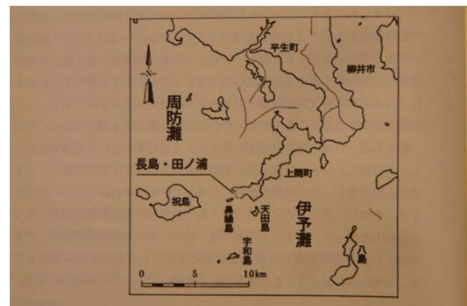 平生町
柳井市
N
周防灘
長島・田ノ浦
上関町
祝島
鼻繰島
天田島
伊予灘
宇和島
八島
0 5 10km